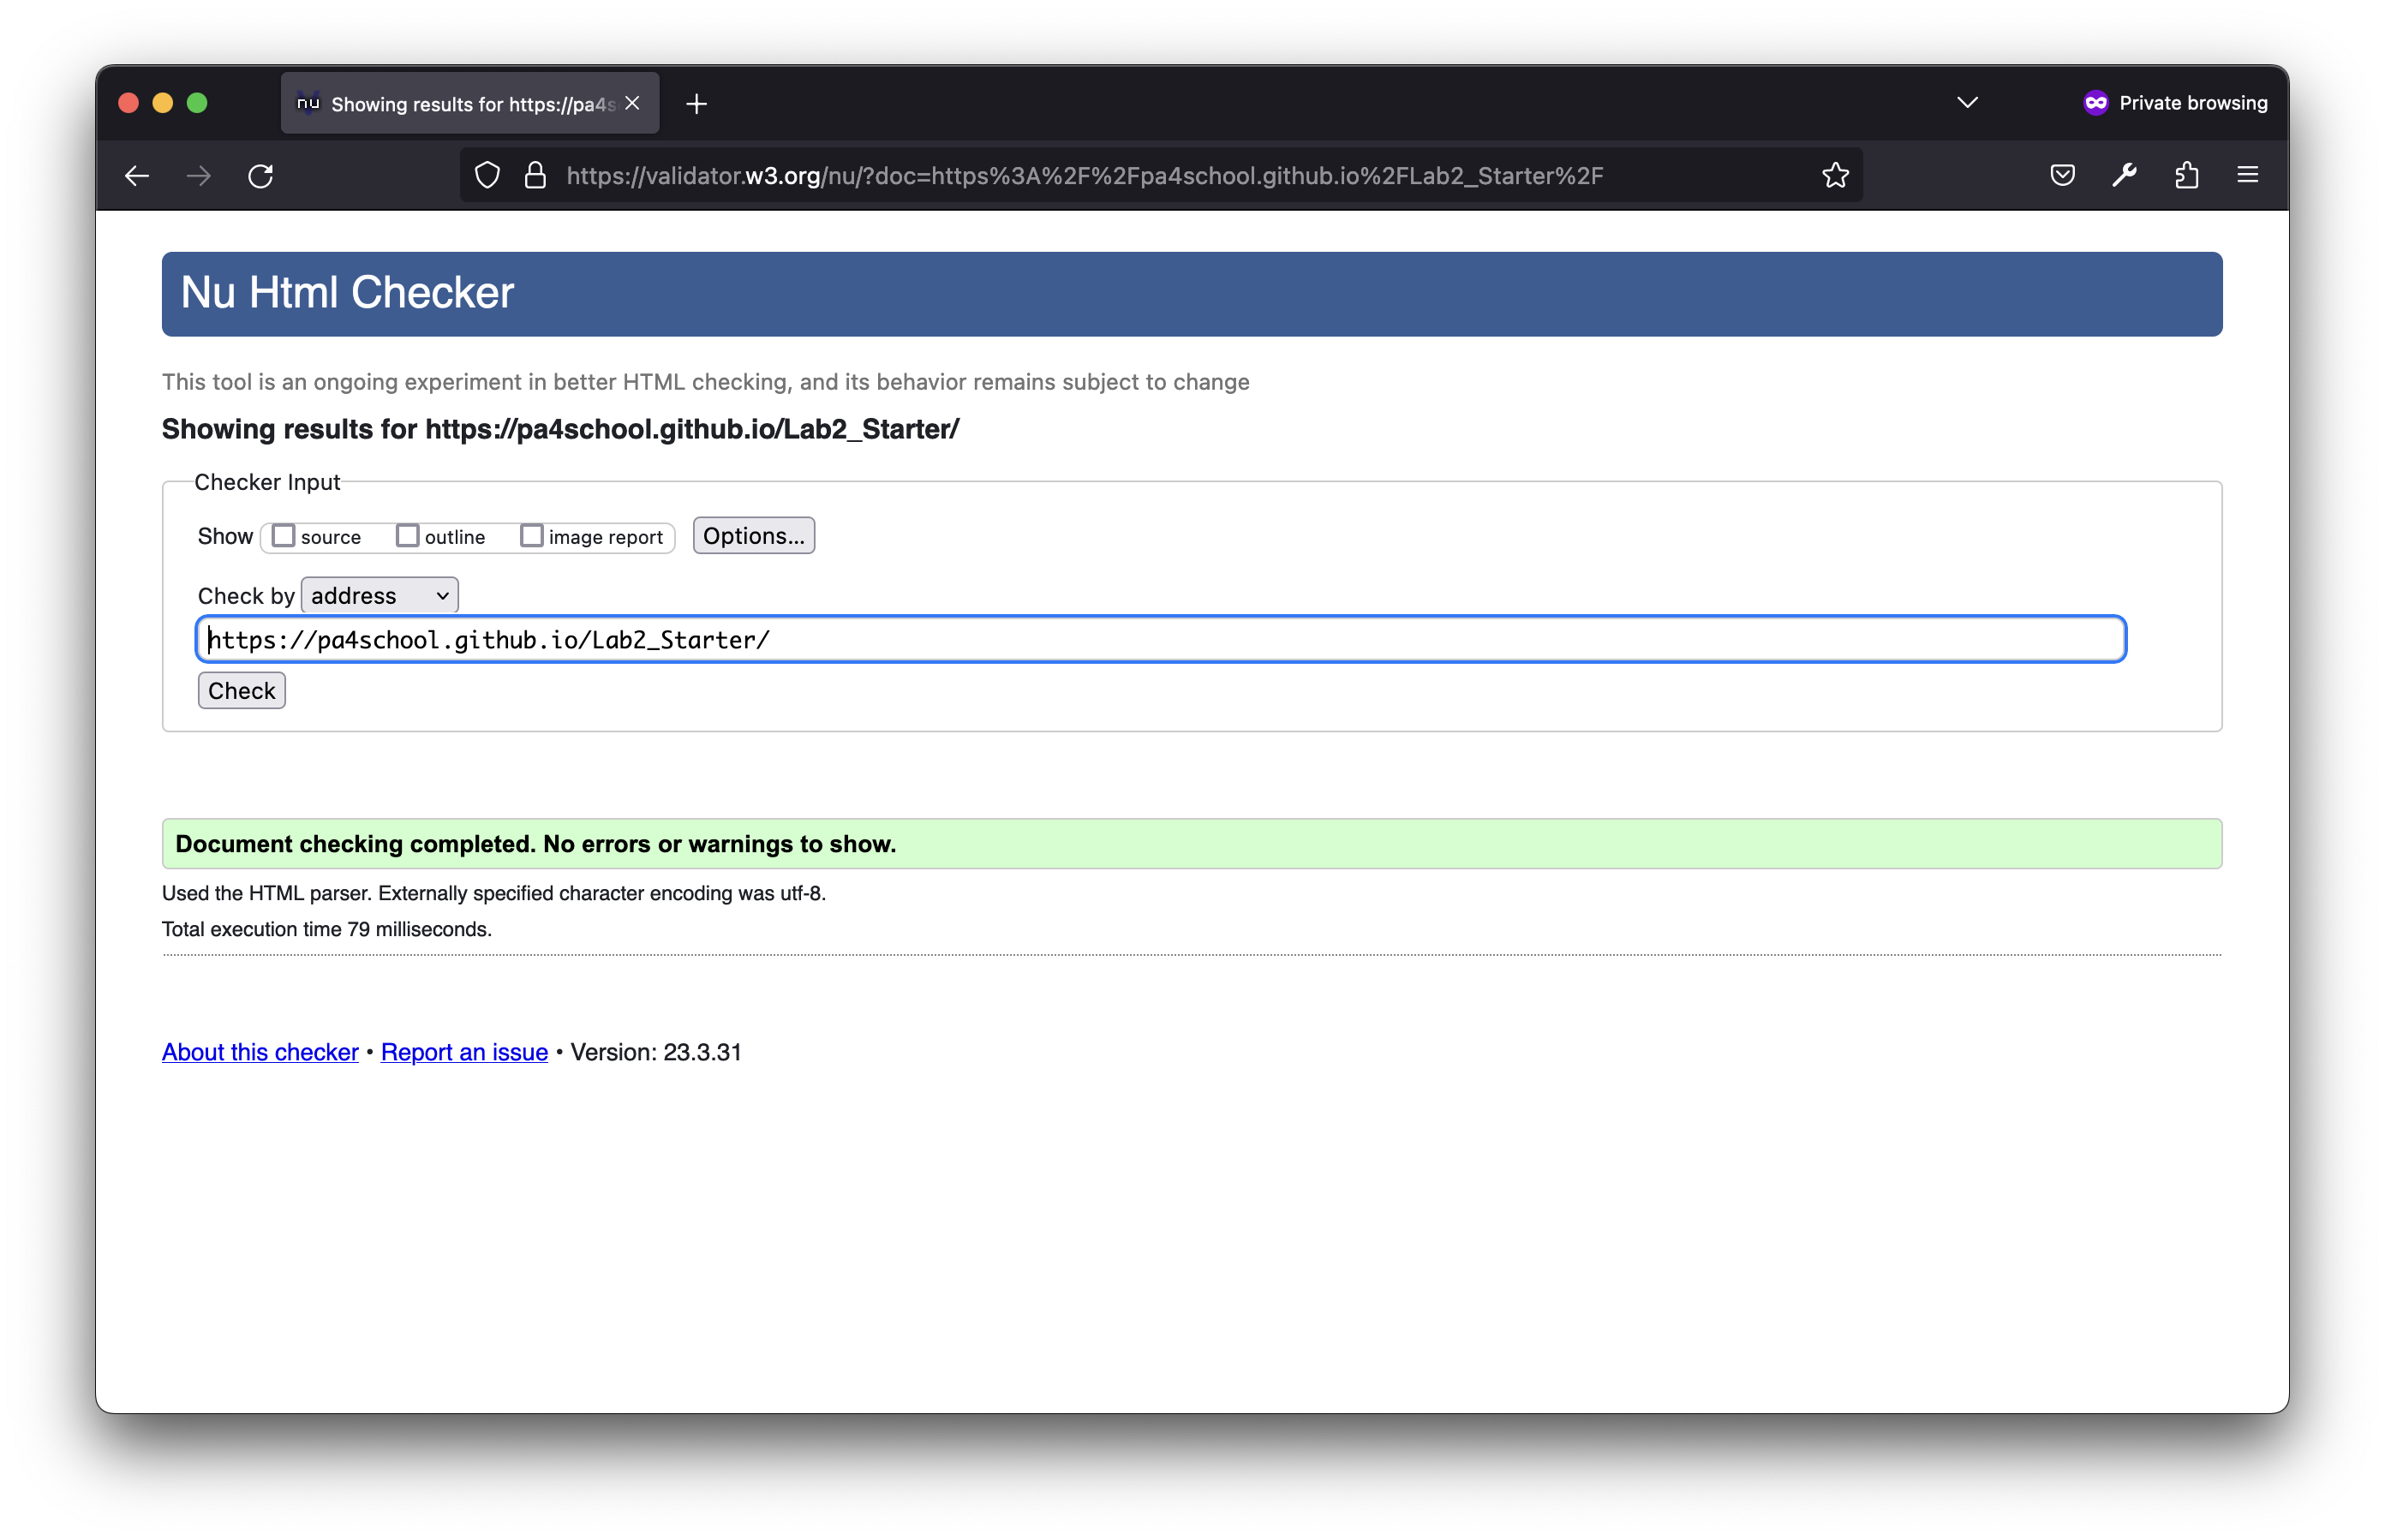 nu Showing results for https://pa4s
Private browsing
https://validator.w3.org/nu/?doc=https%3A%2F%2Fpa4school.github.io%2FLab2_Starter%2F
Nu Html Checker
This tool is an ongoing experiment in better HTML checking, and its behavior remains subject to change
Showing results for https://pa4school.github.io/Lab2_Starter/
Checker Input
Show source outline image report Options...
Check by address
https://pa4school.github.io/Lab2_Starter/
Check
Document checking completed. No errors or warnings to show.
Used the HTML parser. Externally specified character encoding was utf-8.
Total execution time 79 milliseconds.
About this checker • Report an issue • Version: 23.3.31